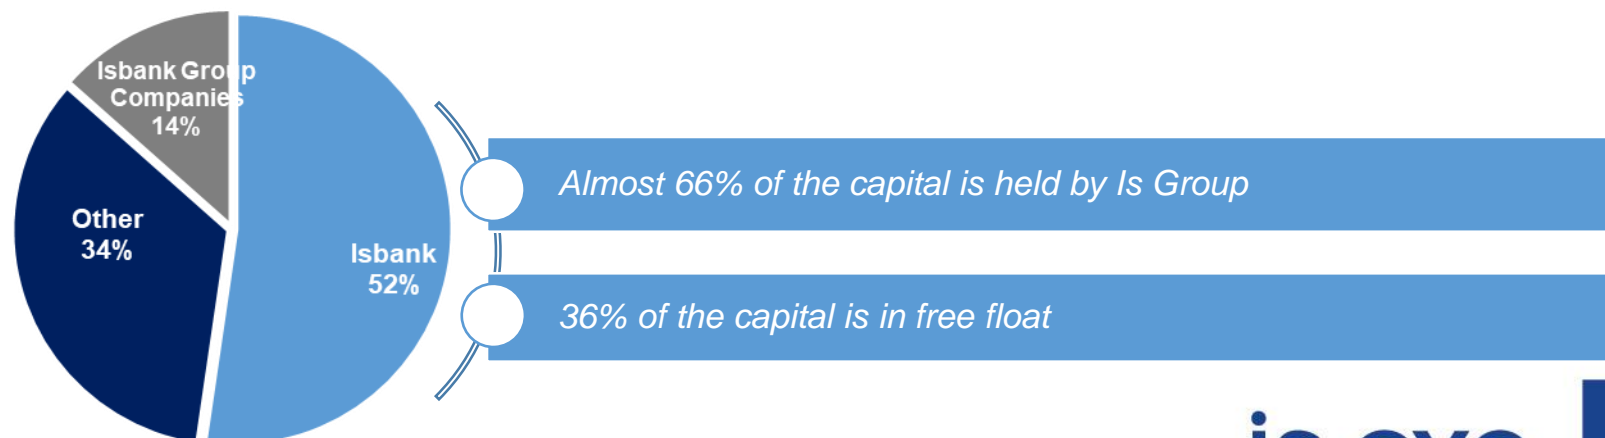 Isbank Group
Companies
14%
Other
34%
Isbank
52%
Almost 66% of the capital is held by Is Group
36% of the capital is in free float